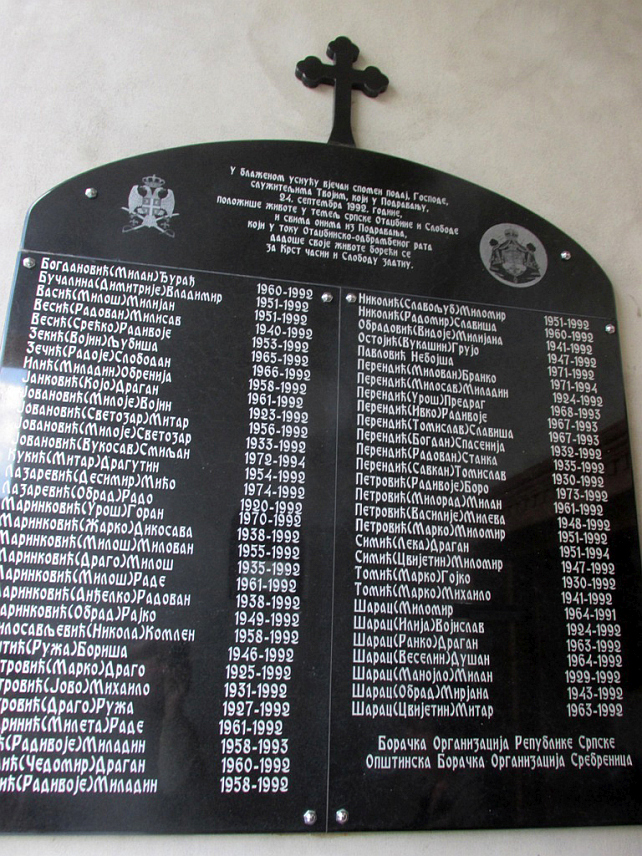 У блаженом уснућу вјечан спомен подај, Господе,
служитељима Твојим, који у Подравању,
24. септембра 1992. године,
положише животе у темељ српске Отаџбине и Слободе
и свима онима из Подравања,
који у току Отаџбинско-одрбамбеног рата
дадоше своје животе борећи се
за Крст часни и Слободу златну.
Богдановић(Милан)Ђурађ 1960-1992
Бучалина(Димитрије)Владимир 1951-1992
Васић(Милош)Милијан 1951-1992
Весић(Радован)Милисав 1940-1992
Весић(Срећко)Радивоје 1953-1992
Зекић(Војин)Љубиша 1965-1992
Зечић(Радоје)Слободан 1966-1992
Илић(Миладин)Обренија 1958-1992
Јанковић(Којо)Драган 1961-1992
Јовановић(Милоје)Војин 1923-1992
Јовановић(Светозар)Митар 1956-1992
Јовановић(Милоје)Светозар 1933-1992
Јовановић(Вукосав)Смиљан 1972-1994
Кукић(Митар)Драгутин 1954-1992
Лазаревић(Десимир)Мико 1974-1992
Лазаревић(Обрад)Радо 1920-1992
Маринковић(Урош)Горан 1970-1992
Маринковић(Жарко)Дикосава 1938-1992
Маринковић(Милош)Милован 1955-1992
Маринковић(Драго)Милош 1935-1992
Маринковић(Милош)Раде 1961-1992
Маринковић(Анђелко)Радован 1938-1992
Маринковић(Обрад)Рајко 1949-1992
илосављевић(Никола)Комлен 1958-1992
итић(Ружа)Бориша 1946-1992
тровић(Марко)Драго 1925-1992
тровић(Јово)Михаило 1931-1992
тровић(Драго)Ружа 1927-1992
(Милета)Раде 1961-1992
(Радивоје)Миладин 1958-1993
(Чедомир)Драган 1960-1992
(Радивоје)Миладин 1958-1992
Николић(Славољуб)Миломир 1951-1992
Николић(Радомир)Славиша 1960-1992
Обрадовић(Видоје)Милијана 1941-1992
Остојић(Вукашин)Грујо 1947-1992
Павловић Небојша 1971-1992
Перендић(Милован)Бранко 1971-1994
Перендић(Милосав)Миладин 1924-1992
Перендић(Урош)Предраг 1968-1993
Перендић(Ивко)Радивоје 1967-1993
Перендић(Томислав)Славиша 1967-1993
Перендић(Богдан)Спасенија 1932-1992
Перендић(Радован)Станка 1935-1992
Перендић(Савкан)Томислав 1930-1992
Петровић(Радивоје)Боро 1973-1992
Петровић(Милорад)Милан 1961-1992
Петровић(Василије)Милева 1948-1992
Петровић(Марко)Миломир 1951-1992
Симић(Лека)Драган 1951-1994
Симић(Цвијетин)Миломир 1947-1992
Томић(Марко)Гојко 1930-1992
Томић(Марко)Михаило 1941-1992
Шарац(Миломир 1964-1991
Шарац(Илија)Војислав 1924-1992
Шарац(Ранко)Драган 1963-1992
Шарац(Веселин)Душан 1964-1992
Шарац(Манојло)Милан 1929-1992
Шарац(Обрад)Мирјана 1943-1992
Шарац(Цвијетин)Митар 1963-1992
Борачка Организација Републике Српске
Општинска Борачка Организација Сребреница